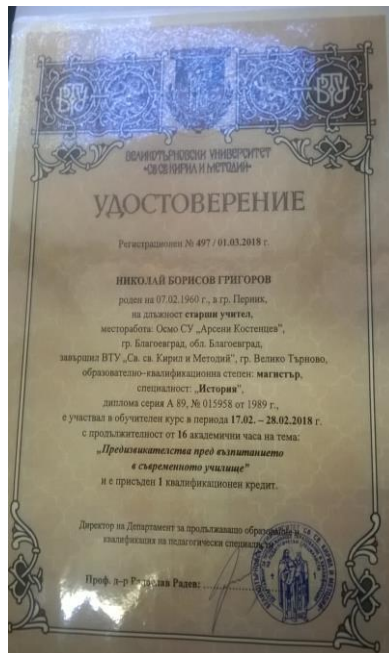 ВТУ ВТУ
ВЕЛИКОТЪРНОВСКИ УНИВЕРСИТЕТ
«СВ. СВ. КИРИЛ И МЕТОДИЙ»
УДОСТОВЕРЕНИЕ
Регистрационен № 497 / 01.03.2018 г.
НИКОЛАЙ БОРИСОВ ГРИГОРОВ
роден на 07.02.1960 г., в гр. Перник,
на длъжност старши учител,
месторабота: Осмо СУ „Арсени Костенцев”,
гр. Благоевград, обл. Благоевград,
завършил ВТУ „Св. св. Кирил и Методий”, гр. Велико Търново,
образователно-квалификационна степен: магистър,
специалност: „История”,
диплома серия А 89, № 015958 от 1989 г.,
е участвал в обучителен курс в периода 17.02. – 28.02.2018 г.
с продължителност от 16 академични часа на тема:
„Предизвикателства пред възпитанието
в съвременното училище”
и е присъден 1 квалификационен кредит.
Директор на Департамент за продължаващо образование и
квалификация на педагогически специалисти
Проф. д-р Радослав Радев: